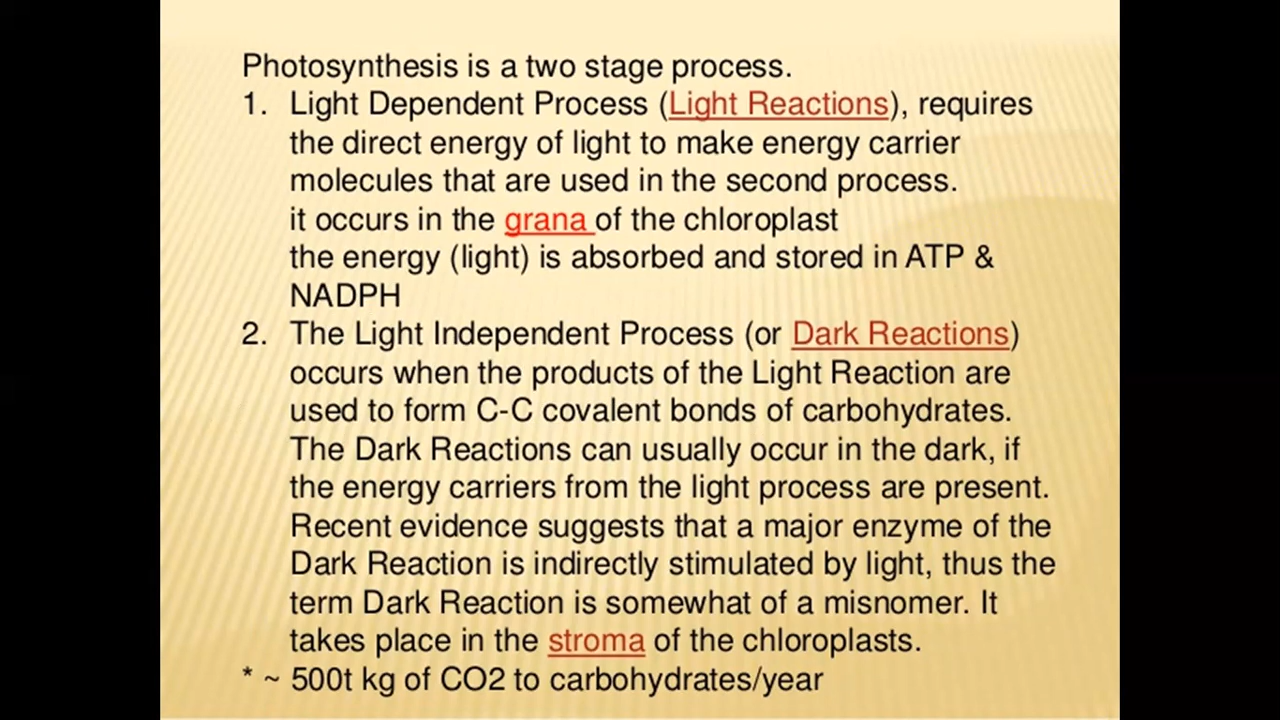 Photosynthesis is a two stage process.
1. Light Dependent Process (Light Reactions), requires
the direct energy of light to make energy carrier
molecules that are used in the second process.
it occurs in the grana of the chloroplast
the energy (light) is absorbed and stored in ATP &
NADPH
2. The Light Independent Process (or Dark Reactions)
occurs when the products of the Light Reaction are
used to form C-C covalent bonds of carbohydrates.
The Dark Reactions can usually occur in the dark, if
the energy carriers from the light process are present.
Recent evidence suggests that a major enzyme of the
Dark Reaction is indirectly stimulated by light, thus the
term Dark Reaction is somewhat of a misnomer. It
takes place in the stroma of the chloroplasts.
* ~ 500t kg of CO2 to carbohydrates/year